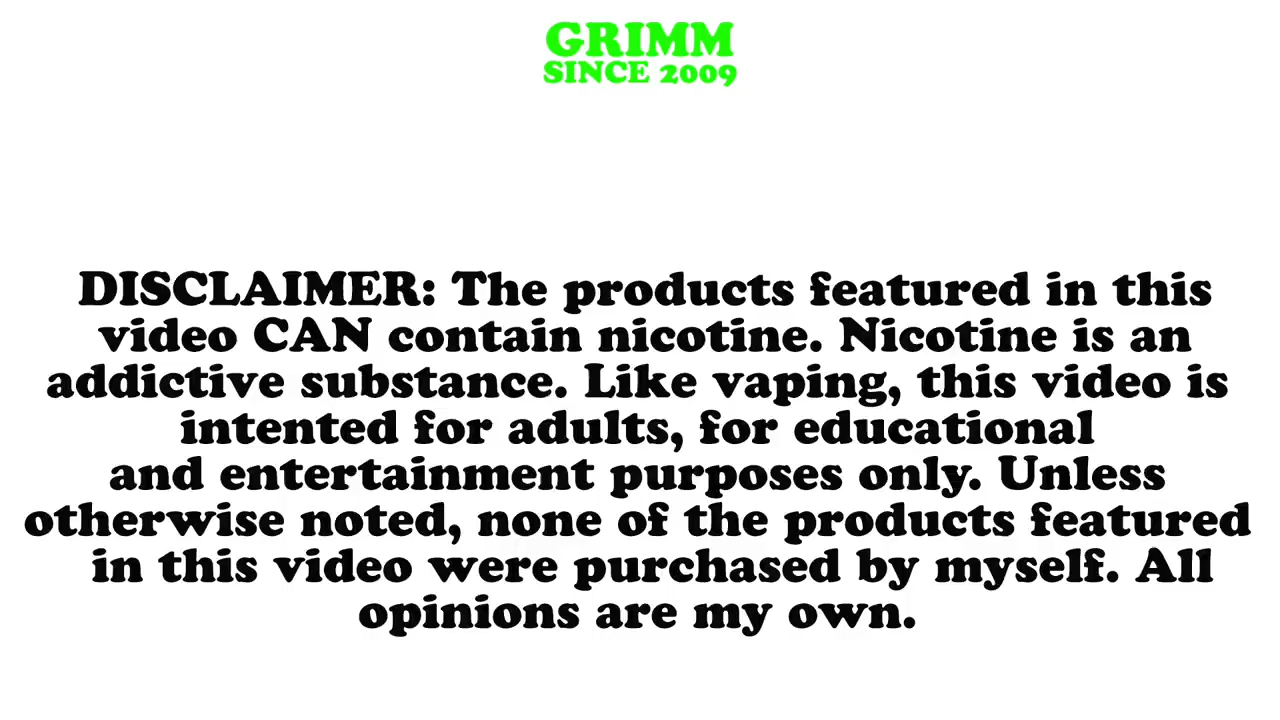 GRIMM
SINCE 2009
DISCLAIMER: The products featured in this
video CAN contain nicotine. Nicotine is an
addictive substance. Like vaping, this video is
intented for adults, for educational
and entertainment purposes only. Unless
otherwise noted, none of the products featured
in this video were purchased by myself. All
opinions are my own.